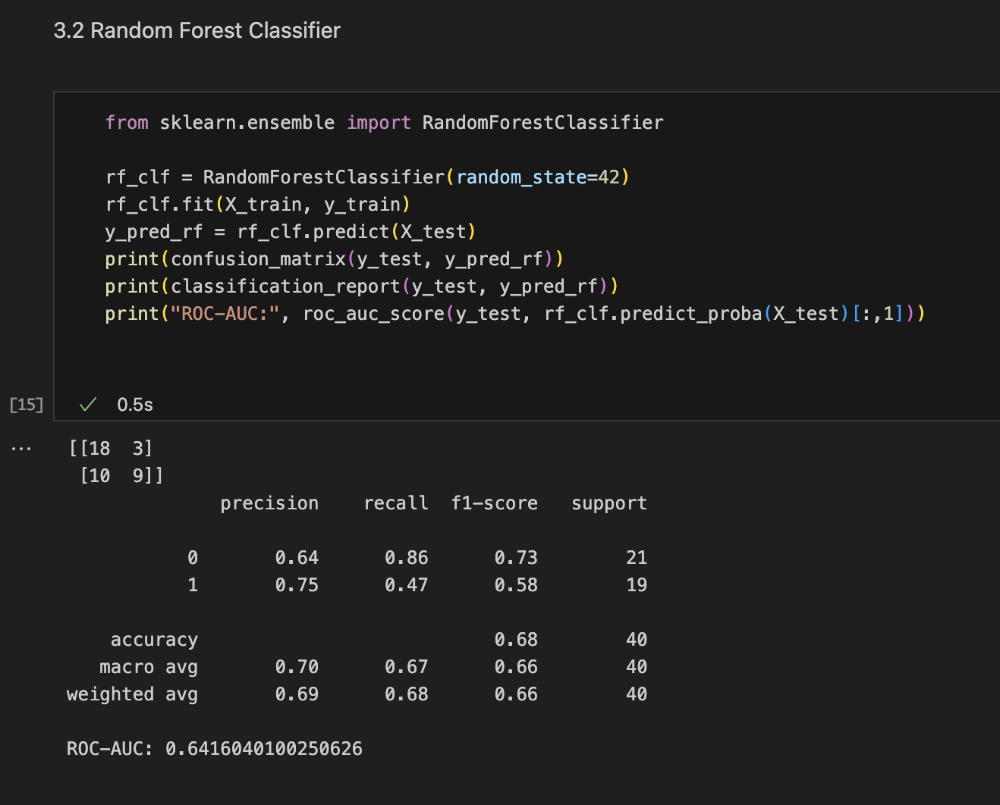 3.2 Random Forest Classifier
from sklearn.ensemble import RandomForestClassifier
rf_clf = RandomForestClassifier(random_state=42)
rf_clf.fit(X_train, y_train)
y_pred_rf = rf_clf.predict(X_test)
print(confusion_matrix(y_test, y_pred_rf))
print(classification_report(y_test, y_pred_rf))
print("ROC-AUC:", roc_auc_score(y_test, rf_clf.predict_proba(X_test)[:,1]))
[15] ✓ 0.5s
... [[18  3]
 [10  9]]
precision recall f1-score support
0 0.64 0.86 0.73 21
1 0.75 0.47 0.58 19
accuracy 0.68 40
macro avg 0.70 0.67 0.66 40
weighted avg 0.69 0.68 0.66 40
ROC-AUC: 0.6416040100250626